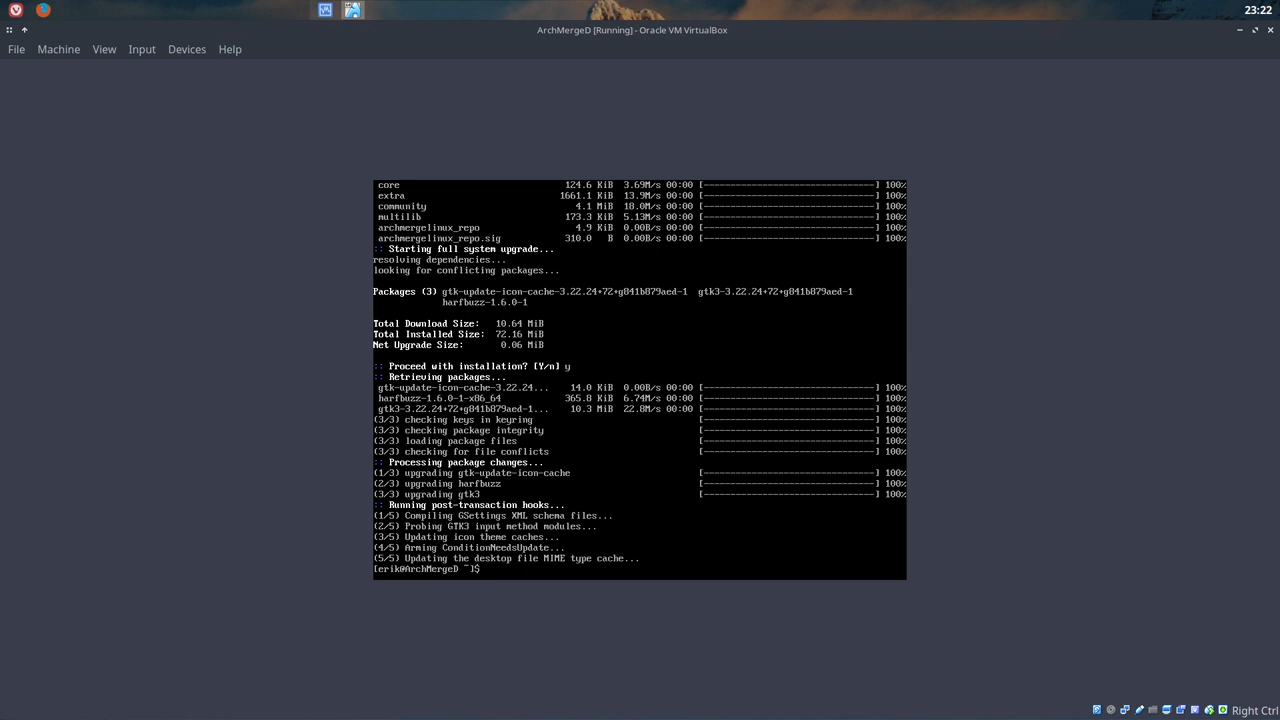 23:22
ArchMergeD [Running] - Oracle VM VirtualBox
File Machine View Input Devices Help
core 124.6 KiB 3.69M/s 00:00 [--------------------------------] 100%
extra 1661.1 KiB 13.9M/s 00:00 [--------------------------------] 100%
community 4.1 MiB 18.0M/s 00:00 [--------------------------------] 100%
multilib 173.3 KiB 5.13M/s 00:00 [--------------------------------] 100%
archmergelinux_repo 4.9 KiB 0.00B/s 00:00 [--------------------------------] 100%
archmergelinux_repo.sig 310.0 B 0.00B/s 00:00 [--------------------------------] 100%
:: Starting full system upgrade...
resolving dependencies...
looking for conflicting packages...
Packages (3) gtk-update-icon-cache-3.22.24+72+g841b879aed-1 gtk3-3.22.24+72+g841b879aed-1
harfbuzz-1.6.0-1
Total Download Size: 10.64 MiB
Total Installed Size: 72.16 MiB
Net Upgrade Size: 0.06 MiB
:: Proceed with installation? [Y/n] y
:: Retrieving packages...
gtk-update-icon-cache-3.22.24... 14.0 KiB 0.00B/s 00:00 [--------------------------------] 100%
harfbuzz-1.6.0-1-x86_64 365.8 KiB 6.74M/s 00:00 [--------------------------------] 100%
gtk3-3.22.24+72+g841b879aed-1... 10.3 MiB 22.8M/s 00:00 [--------------------------------] 100%
(3/3) checking keys in keyring [--------------------------------] 100%
(3/3) checking package integrity [--------------------------------] 100%
(3/3) loading package files [--------------------------------] 100%
(3/3) checking for file conflicts [--------------------------------] 100%
:: Processing package changes...
(1/3) upgrading gtk-update-icon-cache [--------------------------------] 100%
(2/3) upgrading harfbuzz [--------------------------------] 100%
(3/3) upgrading gtk3 [--------------------------------] 100%
:: Running post-transaction hooks...
(1/5) Compiling GSettings XML schema files...
(2/5) Probing GTK3 input method modules...
(3/5) Updating icon theme caches...
(4/5) Arming ConditionNeedsUpdate...
(5/5) Updating the desktop file MIME type cache...
[erik@ArchMergeD ~]$
Right Ctrl